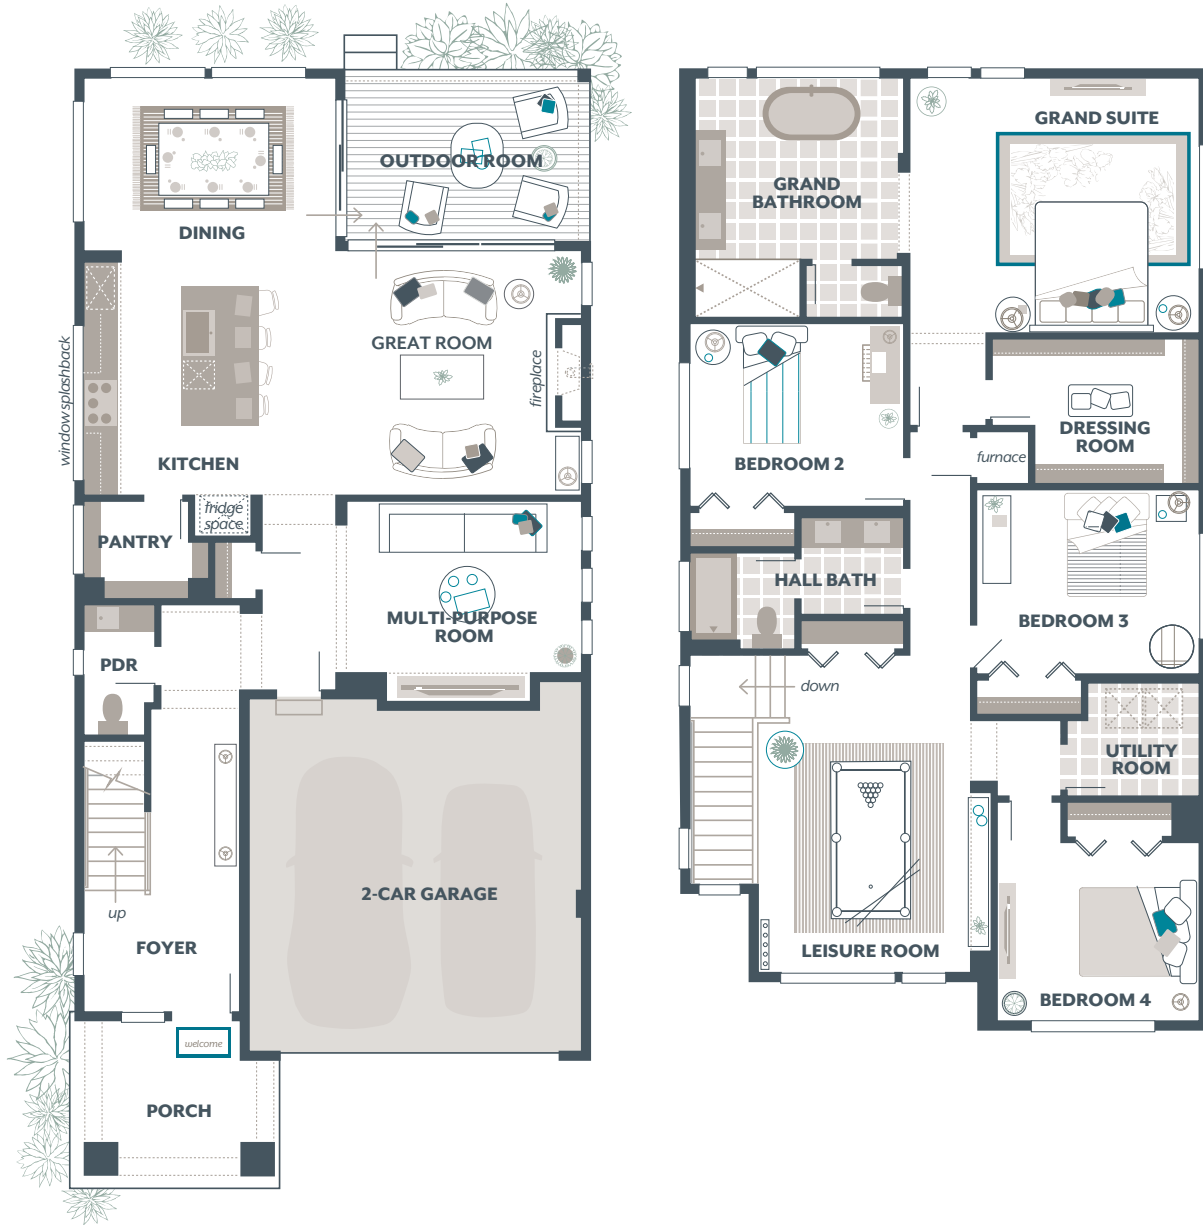 OUTDOOR ROOM
DINING
GREAT ROOM
window splashback
fireplace
KITCHEN
fridge
space
PANTRY
MULTI-PURPOSE
ROOM
PDR
2-CAR GARAGE
up
FOYER
welcome
PORCH
GRAND SUITE
GRAND
BATHROOM
DRESSING
ROOM
furnace
BEDROOM 2
HALL BATH
BEDROOM 3
down
UTILITY
ROOM
LEISURE ROOM
BEDROOM 4